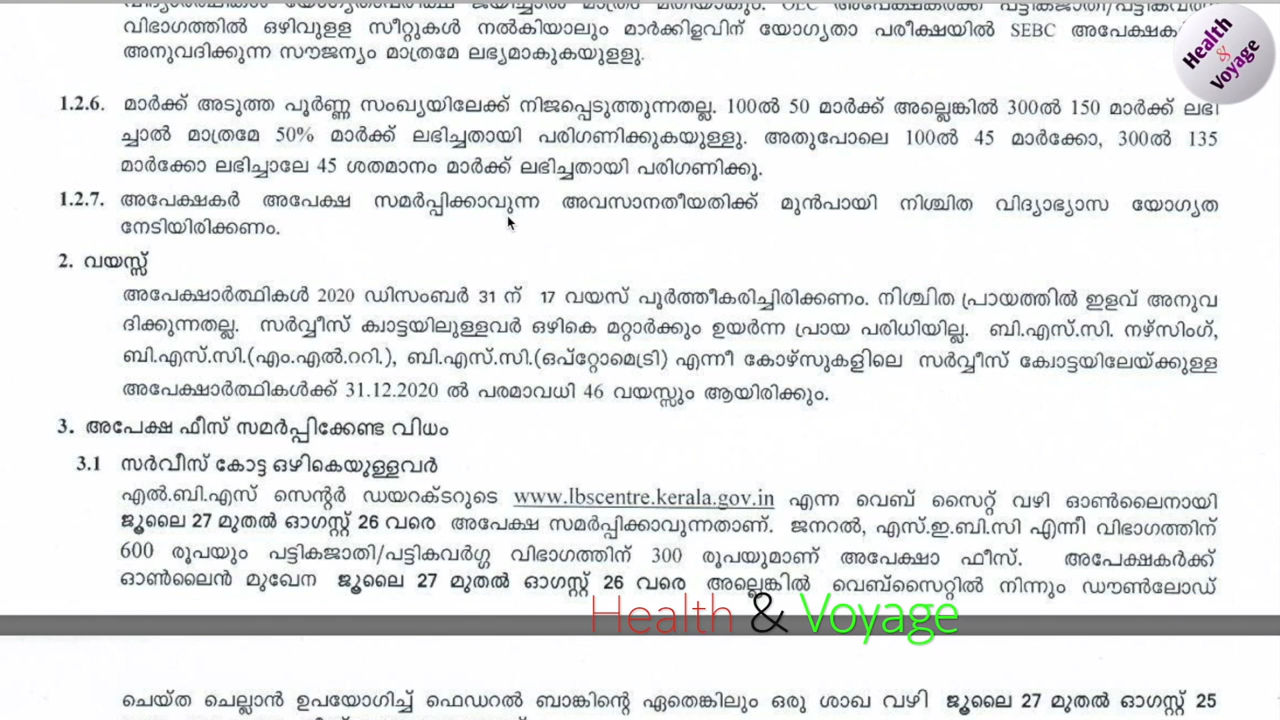 വിഭാഗത്തിൽ ഒഴിവുളള സീറ്റുകൾ നൽകിയാലും മാർക്കിളവിന് യോഗ്യതാ പരീക്ഷയിൽ SEBC
അനുവദിക്കുന്ന സൗജന്യം മാത്രമേ ലഭ്യമാകുകയുളളു.
Health
&
Voyage
1.2.6. മാർക്ക് അടുത്ത പൂർണ്ണ സംഖ്യയിലേക്ക് നിജപ്പെടുത്തുന്നതല്ല. 100ൽ 50 മാർക്ക് അല്ലെങ്കിൽ 300ൽ 150 മാർക്ക് ലഭി
ച്ചാൽ മാത്രമേ 50% മാർക്ക് ലഭിച്ചതായി പരിഗണിക്കുകയുള്ളു. അതുപോലെ 100ൽ 45 മാർക്കോ, 300ൽ 135
മാർക്കോ ലഭിച്ചാലേ 45 ശതമാനം മാർക്ക് ലഭിച്ചതായി പരിഗണിക്കൂ.
1.2.7. അപേക്ഷകർ അപേക്ഷ സമർപ്പിക്കാവുന്ന അവസാനതീയതിക്ക് മുൻപായി നിശ്ചിത വിദ്യാഭ്യാസ യോഗ്യത
നേടിയിരിക്കണം.
2. വയസ്സ്
അപേക്ഷാർത്ഥികൾ 2020 ഡിസംബർ 31 ന് 17 വയസ് പൂർത്തീകരിച്ചിരിക്കണം. നിശ്ചിത പ്രായത്തിൽ ഇളവ് അനുവ
ദിക്കുന്നതല്ല. സർവ്വീസ് ക്വാട്ടയിലുള്ളവർ ഒഴികെ മറ്റാർക്കും ഉയർന്ന പ്രായ പരിധിയില്ല. ബി.എസ്.സി. നഴ്സിംഗ്,
ബി.എസ്.സി.(എം.എൽ.ററി.), ബി.എസ്.സി.(ഒപ്റ്റോമെട്രി) എന്നീ കോഴ്സുകളിലെ സർവ്വീസ് ക്വോട്ടയിലേയ്ക്കുള്ള
അപേക്ഷാർത്ഥികൾക്ക് 31.12.2020 ൽ പരമാവധി 46 വയസ്സും ആയിരിക്കും.
3. അപേക്ഷ ഫീസ് സമർപ്പിക്കേണ്ട വിധം
3.1 സർവീസ് കോട്ട ഒഴികെയുള്ളവർ
എൽ.ബി.എസ് സെന്റർ ഡയറക്ടറുടെ www.lbscentre.kerala.gov.in എന്ന വെബ് സൈറ്റ് വഴി ഓൺലൈനായി
ജൂലൈ 27 മുതൽ ഓഗസ്റ്റ് 26 വരെ അപേക്ഷ സമർപ്പിക്കാവുന്നതാണ്. ജനറൽ, എസ്.ഇ.ബി.സി എന്നീ വിഭാഗത്തിന്
600 രൂപയും പട്ടികജാതി/പട്ടികവർഗ്ഗ വിഭാഗത്തിന് 300 രൂപയുമാണ് അപേക്ഷാ ഫീസ്. അപേക്ഷകർക്ക്
ഓൺലൈൻ മുഖേന ജൂലൈ 27 മുതൽ ഓഗസ്റ്റ് 26 വരെ അല്ലെങ്കിൽ വെബ്സൈറ്റിൽ നിന്നും ഡൗൺലോഡ്
Health & Voyage
ചെയ്ത ചെല്ലാൻ ഉപയോഗിച്ച് ഫെഡറൽ ബാങ്കിന്റെ ഏതെങ്കിലും ഒരു ശാഖ വഴി ജൂലൈ 27 മുതൽ ഓഗസ്റ്റ് 25